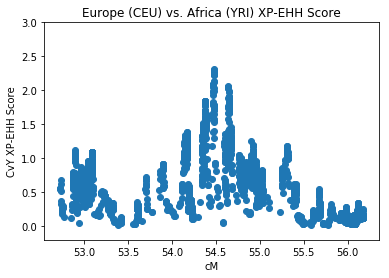 Europe (CEU) vs. Africa (YRI) XP-EHH Score
3.0
2.5
2.0
1.5
1.0
0.5
0.0
CvY XP-EHH Score
53.0 53.5 54.0 54.5 55.0 55.5 56.0
cM